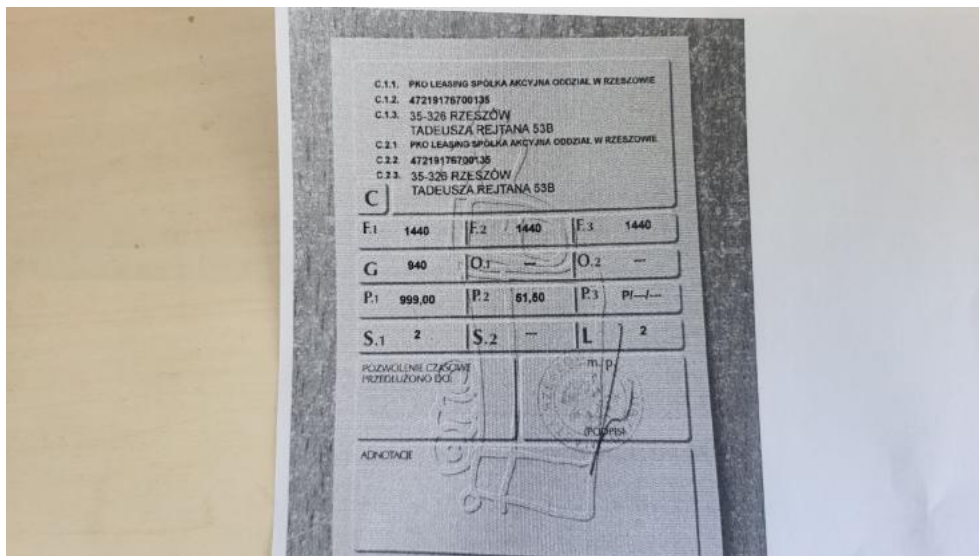 C.1.1. PKO LEASING SPÓŁKA AKCYJNA ODDZIAŁ W RZESZOWIE
C.1.2. 47219176700135
C.1.3. 35-326 RZESZÓW
TADEUSZA REJTANA 53B
C.2.1 PKO LEASING SPÓŁKA AKCYJNA ODDZIAŁ W RZESZOWIE
C.2.2. 47219176700135
C.2.3. 35-326 RZESZÓW
TADEUSZA REJTANA 53B
C
F.1 1440 F.2 1440 F.3 1440
G 940 O.1 --- O.2 ---
P.1 999,00 P.2 51,50 P.3 P/---/---
S.1 2 S.2 --- L 2
POZWOLENIE CZASOWE
PRZEDŁUŻONO DO:
m. p.
(PODPIS)
ADNOTACJE